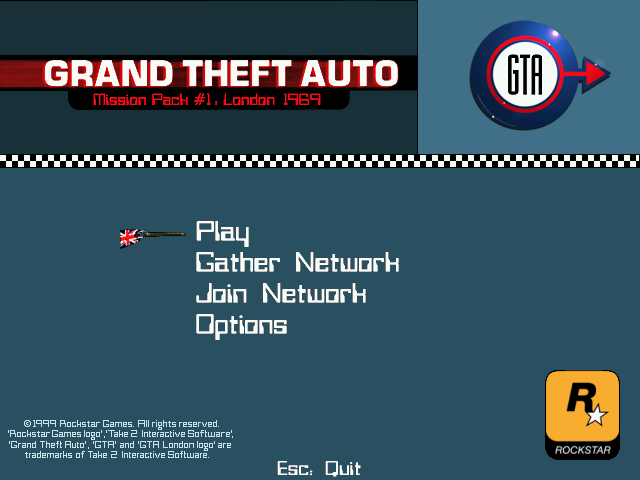 GRAND THEFT AUTO
Mission Pack #1, London 1969
GTA
Play
Gather Network
Join Network
Options
R
ROCKSTAR
©1999 Rockstar Games. All rights reserved.
'Rockstar Games logo','Take 2 Interactive Software',
'Grand Theft Auto', 'GTA' and 'GTA London logo' are
trademarks of Take 2 Interactive Software.
Esc: Quit